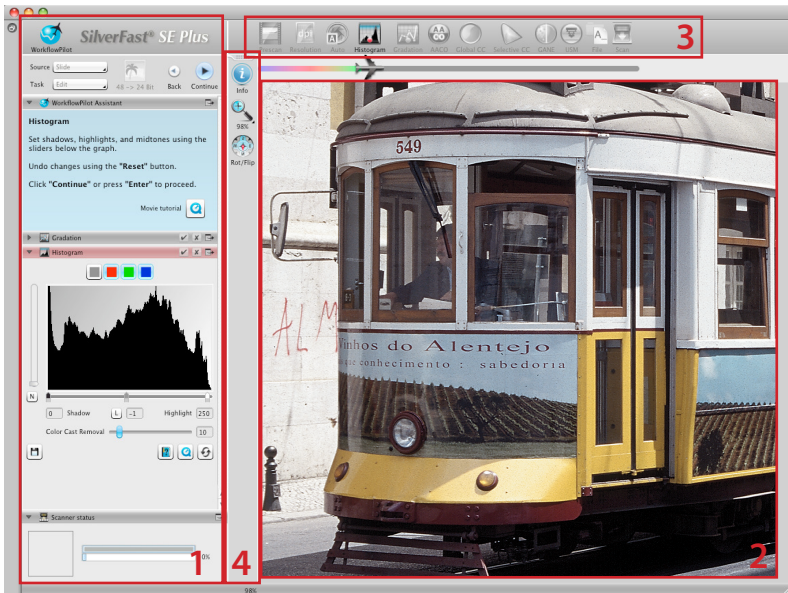 SilverFast® SE Plus
WorkflowPilot
Source Slide
Task Edit
48 -> 24 Bit
Back
Continue
WorkflowPilot Assistant
Histogram
Set shadows, highlights, and midtones using the
sliders below the graph.
Undo changes using the "Reset" button.
Click "Continue" or press "Enter" to proceed.
Movie tutorial
Gradation
Histogram
N
0 Shadow L -1 Highlight 250
Color Cast Removal 10
Scanner status
0%
1
Prescan Resolution Auto Histogram Gradation AACO Global CC Selective CC GANE USM File Scan
3
Info
98%
Rot/Flip
4
549
ALM
Vinhos do Alentejo
que conhecimento : sabedoria
2
98%